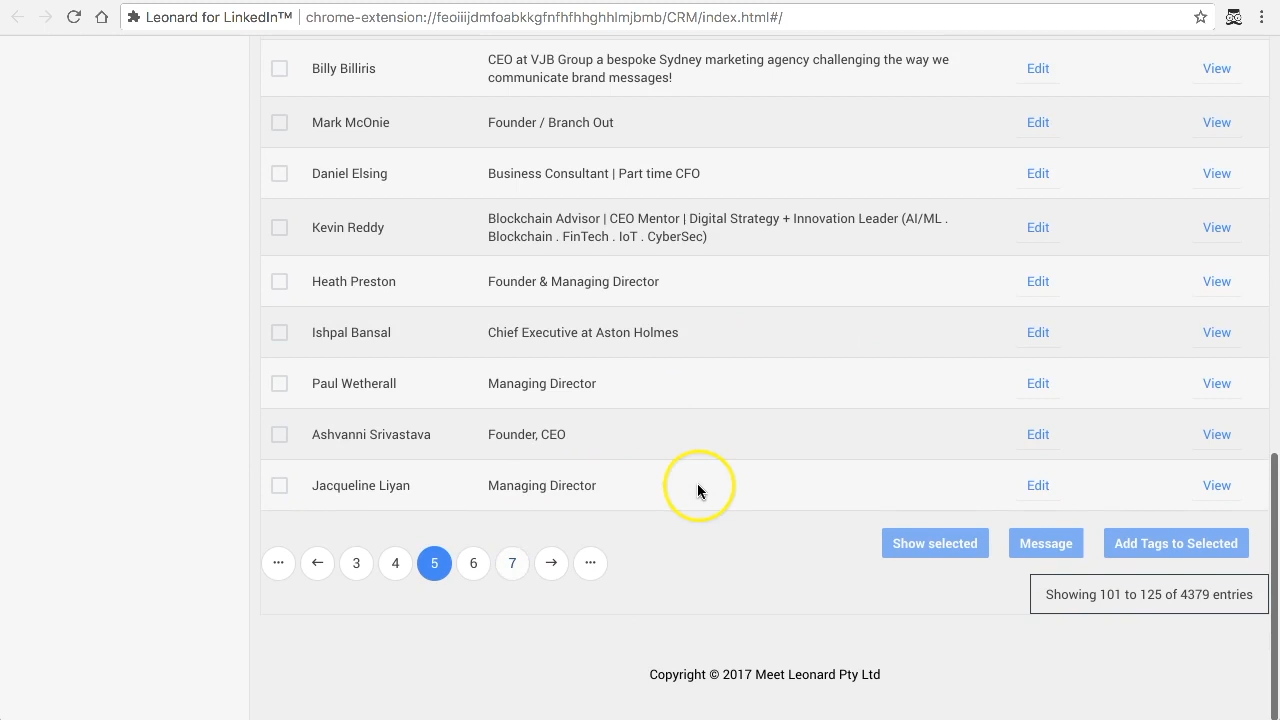 Leonard for LinkedIn™ chrome-extension://feoiiijdmfoabkkgfnfhfhhghhlmjbmb/CRM/index.html#/
Billy Billiris CEO at VJB Group a bespoke Sydney marketing agency challenging the way we communicate brand messages! Edit View
Mark McOnie Founder / Branch Out Edit View
Daniel Elsing Business Consultant | Part time CFO Edit View
Kevin Reddy Blockchain Advisor | CEO Mentor | Digital Strategy + Innovation Leader (AI/ML . Blockchain . FinTech . IoT . CyberSec) Edit View
Heath Preston Founder & Managing Director Edit View
Ishpal Bansal Chief Executive at Aston Holmes Edit View
Paul Wetherall Managing Director Edit View
Ashvanni Srivastava Founder, CEO Edit View
Jacqueline Liyan Managing Director Edit View
Show selected Message Add Tags to Selected
... ← 3 4 5 6 7 → ...
Showing 101 to 125 of 4379 entries
Copyright © 2017 Meet Leonard Pty Ltd